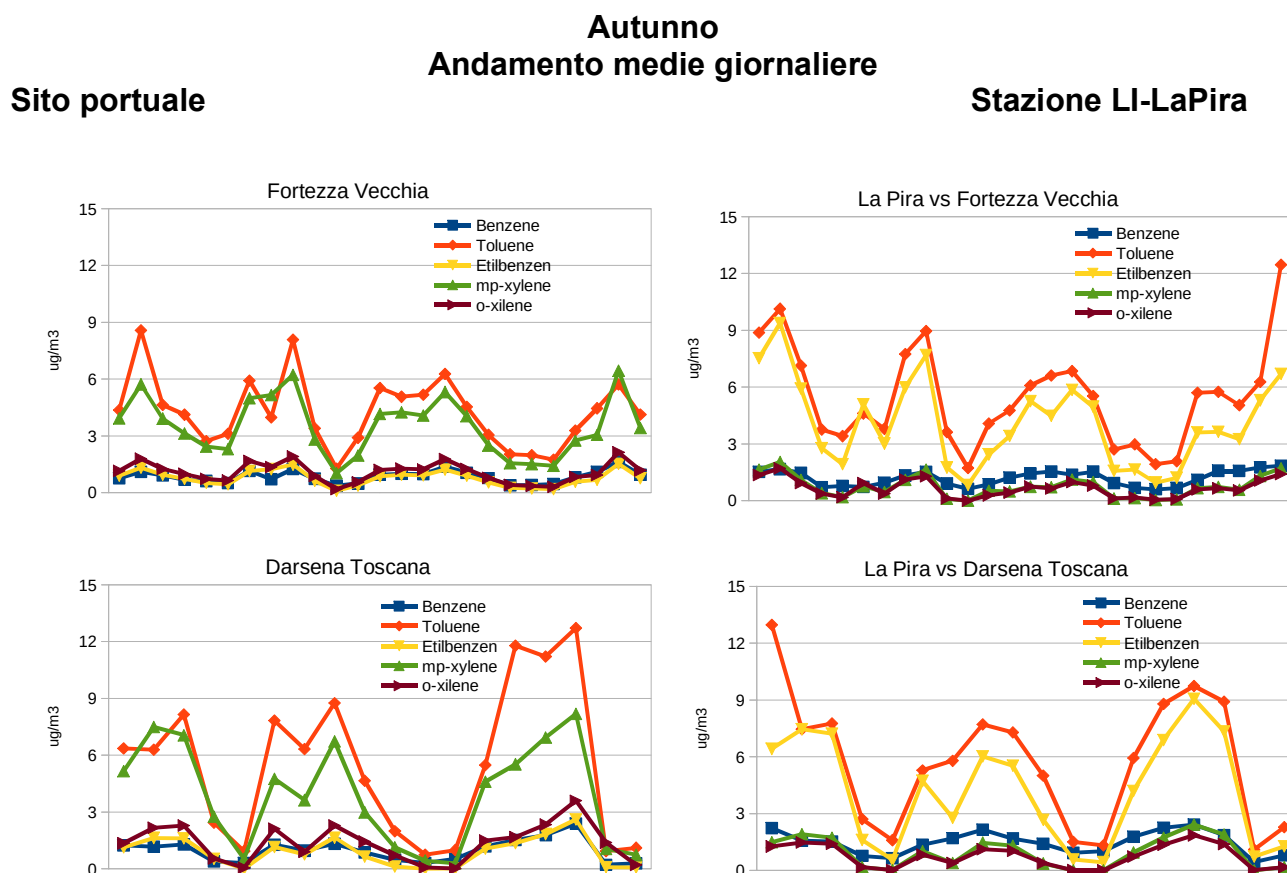 Autunno
Andamento medie giornaliere
Sito portuale
Stazione LI-LaPira
Fortezza Vecchia
15
12
9
6
3
0
ug/m3
Benzene
Toluene
Etilbenzen
mp-xylene
o-xilene
La Pira vs Fortezza Vecchia
15
12
9
6
3
0
ug/m3
Benzene
Toluene
Etilbenzen
mp-xylene
o-xilene
Darsena Toscana
15
12
9
6
3
0
ug/m3
Benzene
Toluene
Etilbenzen
mp-xylene
o-xilene
La Pira vs Darsena Toscana
15
12
9
6
3
0
ug/m3
Benzene
Toluene
Etilbenzen
mp-xylene
o-xilene